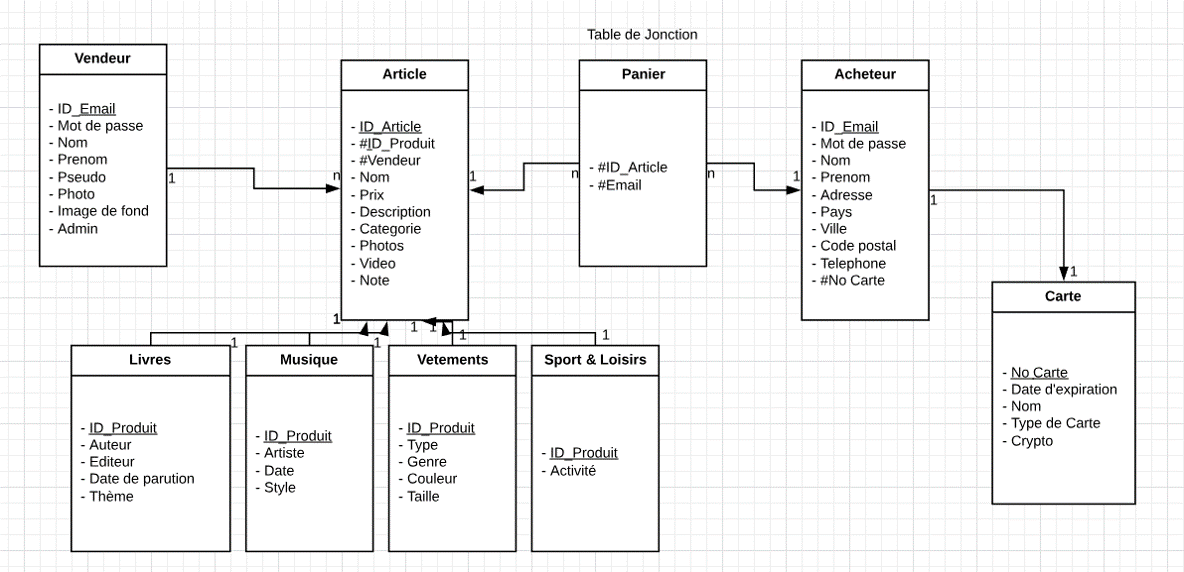 Table de Jonction
Vendeur
- ID_Email
- Mot de passe
- Nom
- Prenom
- Pseudo
- Photo
- Image de fond
- Admin
1
n
Article
- ID_Article
- #ID_Produit
- #Vendeur
- Nom
- Prix
- Description
- Categorie
- Photos
- Video
- Note
1
n
Panier
- #ID_Article
- #Email
n
1
Acheteur
- ID_Email
- Mot de passe
- Nom
- Prenom
- Adresse
- Pays
- Ville
- Code postal
- Telephone
- #No Carte
1
1
Carte
- No Carte
- Date d'expiration
- Nom
- Type de Carte
- Crypto
1
1
1
1
1
1
1
Livres
- ID_Produit
- Auteur
- Editeur
- Date de parution
- Thème
Musique
- ID_Produit
- Artiste
- Date
- Style
Vetements
- ID_Produit
- Type
- Genre
- Couleur
- Taille
Sport & Loisirs
- ID_Produit
- Activité